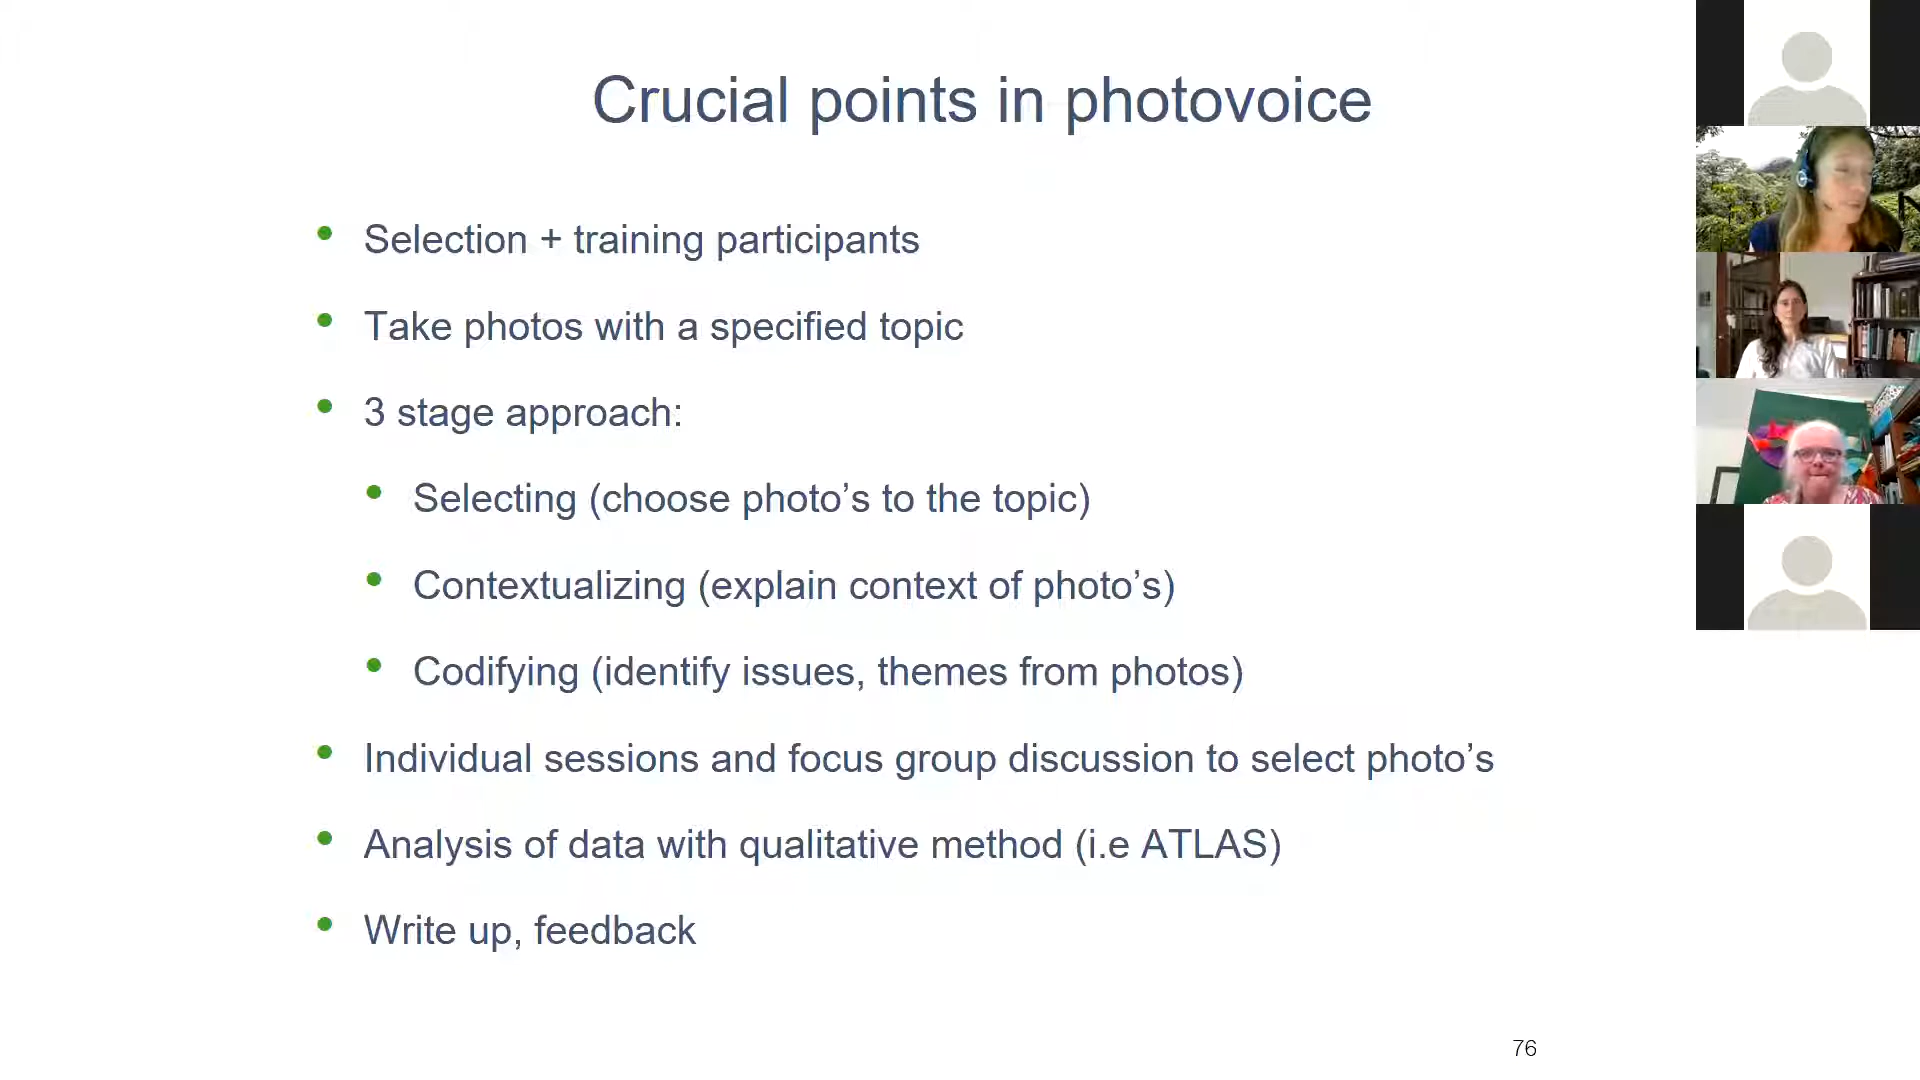 Crucial points in photovoice
• Selection + training participants
• Take photos with a specified topic
• 3 stage approach:
• Selecting (choose photo’s to the topic)
• Contextualizing (explain context of photo’s)
• Codifying (identify issues, themes from photos)
• Individual sessions and focus group discussion to select photo’s
• Analysis of data with qualitative method (i.e ATLAS)
• Write up, feedback
76